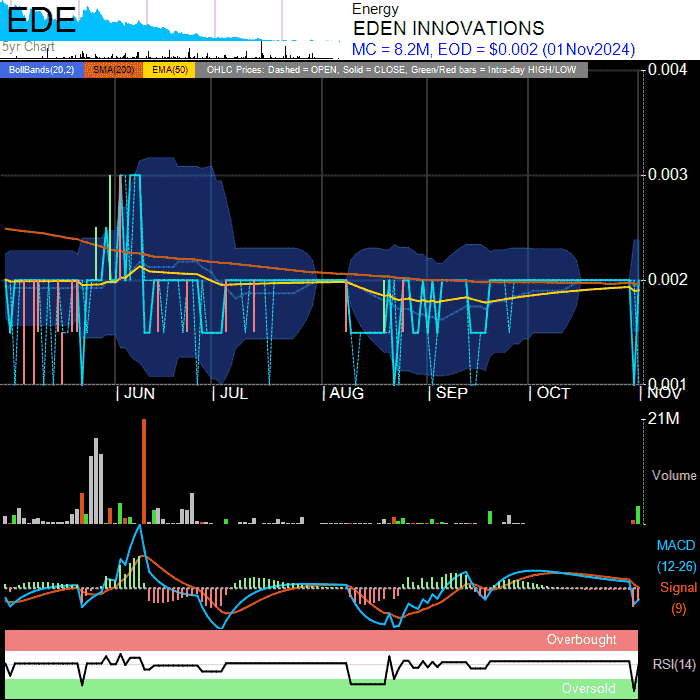 EDE
5yr Chart
Energy
EDEN INNOVATIONS
MC = 8.2M, EOD = $0.002 (01Nov2024)
BollBands(20,2) SMA(200) EMA(50) OHLC Prices: Dashed = OPEN, Solid = CLOSE, Green/Red bars = Intra-day HIGH/LOW
0.004
0.003
0.002
0.001
JUN JUL AUG SEP OCT NOV
21M
Volume
MACD
(12-26)
Signal
(9)
Overbought
RSI(14)
Oversold